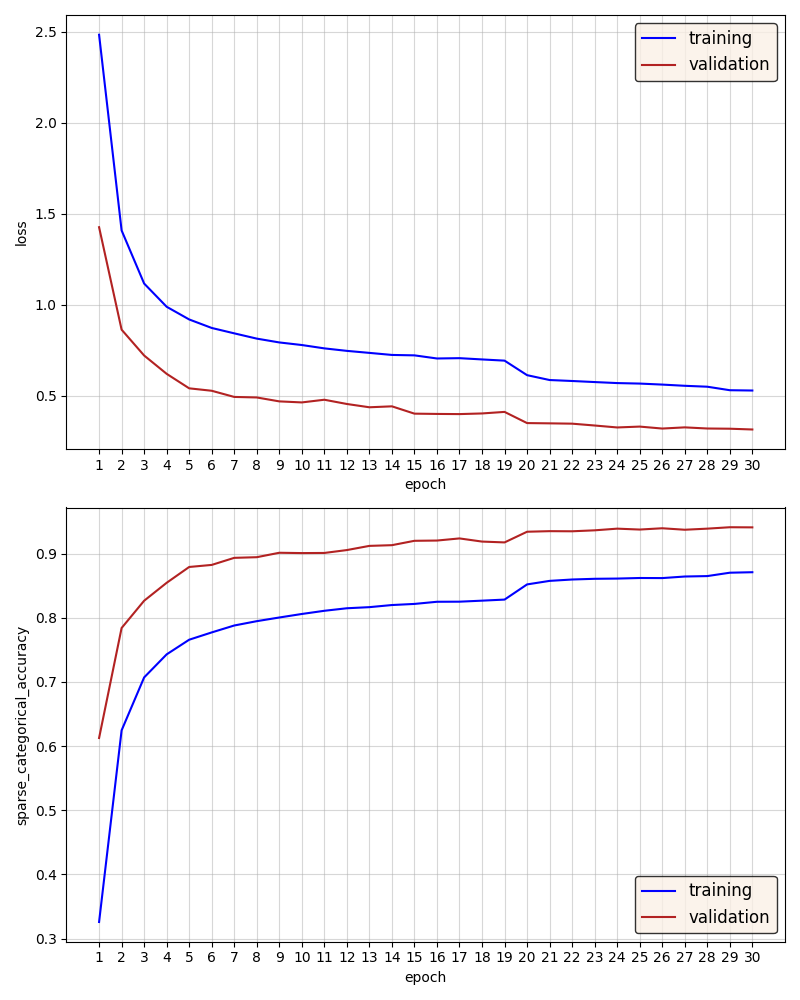 2.5
2.0
1.5
1.0
0.5
loss
training
validation
1 2 3 4 5 6 7 8 9 10 11 12 13 14 15 16 17 18 19 20 21 22 23 24 25 26 27 28 29 30
epoch
0.9
0.8
0.7
0.6
0.5
0.4
0.3
sparse_categorical_accuracy
training
validation
1 2 3 4 5 6 7 8 9 10 11 12 13 14 15 16 17 18 19 20 21 22 23 24 25 26 27 28 29 30
epoch